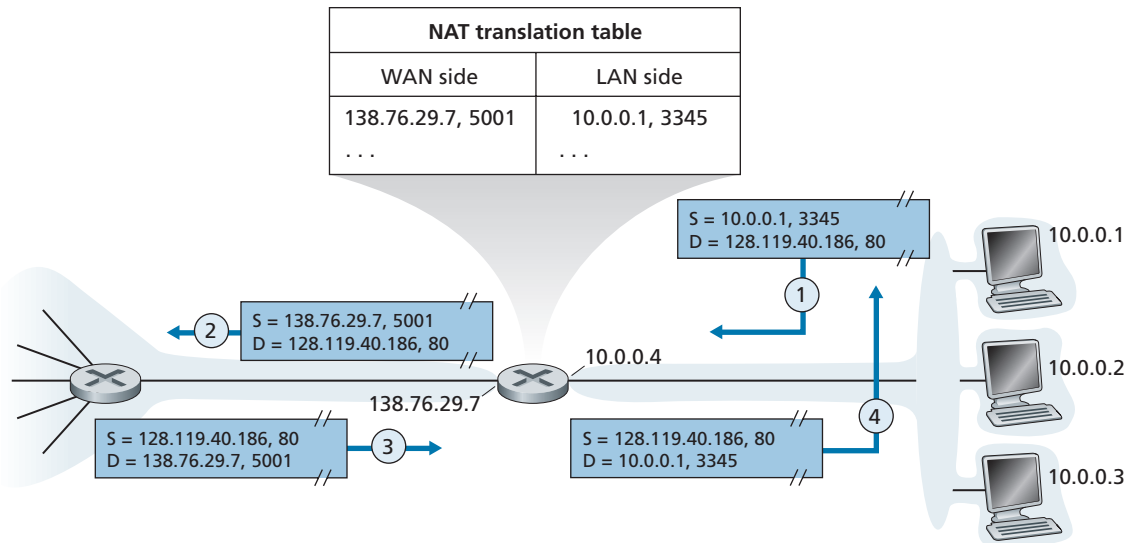 NAT translation table
WAN side LAN side
138.76.29.7, 5001 10.0.0.1, 3345
. . . . . .
S = 10.0.0.1, 3345
D = 128.119.40.186, 80
10.0.0.1
1
S = 138.76.29.7, 5001
D = 128.119.40.186, 80
2
10.0.0.4
10.0.0.2
138.76.29.7
S = 128.119.40.186, 80
D = 138.76.29.7, 5001
3
S = 128.119.40.186, 80
D = 10.0.0.1, 3345
4
10.0.0.3